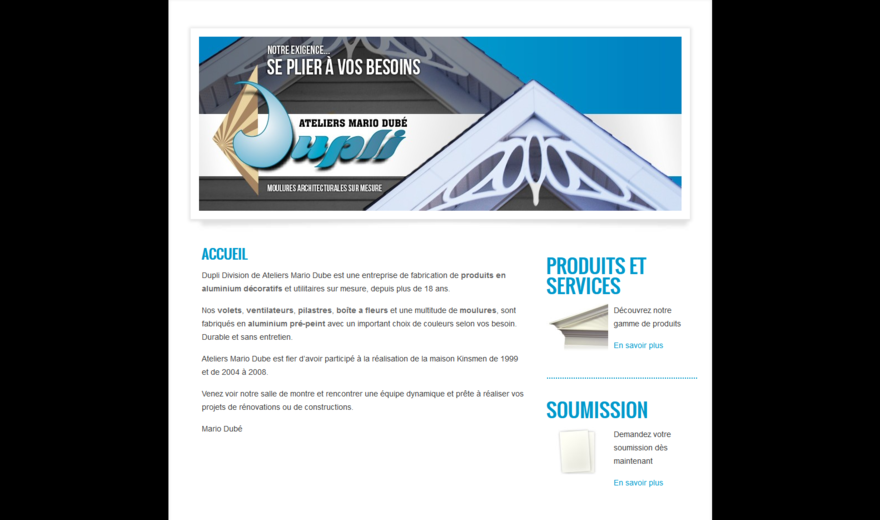 NOTRE EXIGENCE...
SE PLIER À VOS BESOINS
ATELIERS MARIO DUBÉ
Dupli
MOULURES ARCHITECTURALES SUR MESURE
ACCUEIL
Dupli Division de Ateliers Mario Dube est une entreprise de fabrication de produits en
aluminium décoratifs et utilitaires sur mesure, depuis plus de 18 ans.
Nos volets, ventilateurs, pilastres, boîte a fleurs et une multitude de moulures, sont
fabriqués en aluminium pré-peint avec un important choix de couleurs selon vos besoin.
Durable et sans entretien.
Ateliers Mario Dube est fier d'avoir participé à la réalisation de la maison Kinsmen de 1999
et de 2004 à 2008.
Venez voir notre salle de montre et rencontrer une équipe dynamique et prête à réaliser vos
projets de rénovations ou de constructions.
Mario Dubé
PRODUITS ET
SERVICES
Découvrez notre
gamme de produits
En savoir plus
SOUMISSION
Demandez votre
soumission dès
maintenant
En savoir plus